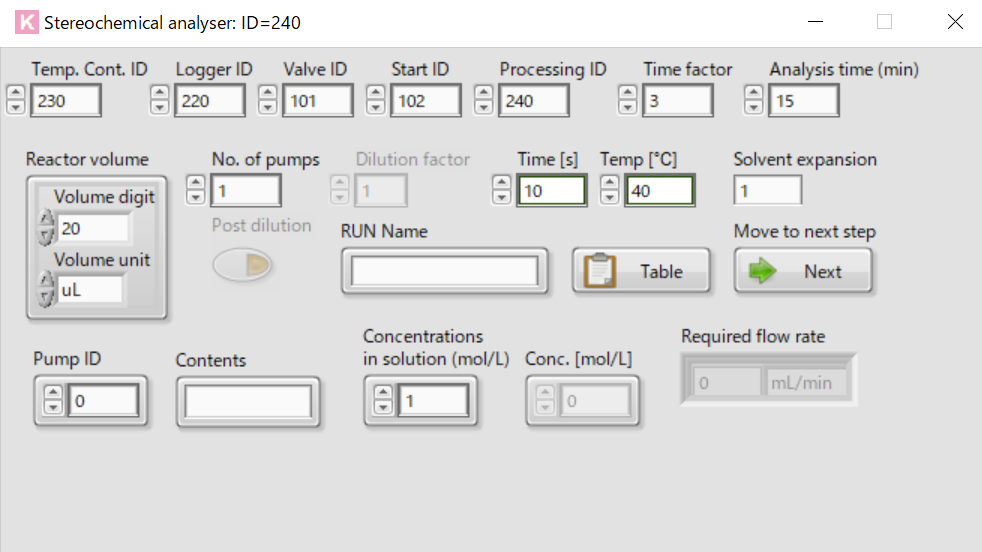 K Stereochemical analyser: ID=240
Temp. Cont. ID Logger ID Valve ID Start ID Processing ID Time factor Analysis time (min)
230 220 101 102 240 3 15
Reactor volume No. of pumps Dilution factor Time [s] Temp [°C] Solvent expansion
1 1 10 40 1
Volume digit
20
Post dilution RUN Name Move to next step
Volume unit
uL
Table Next
Pump ID Contents Concentrations
in solution (mol/L) Conc. [mol/L] Required flow rate
0 1 0 0 mL/min